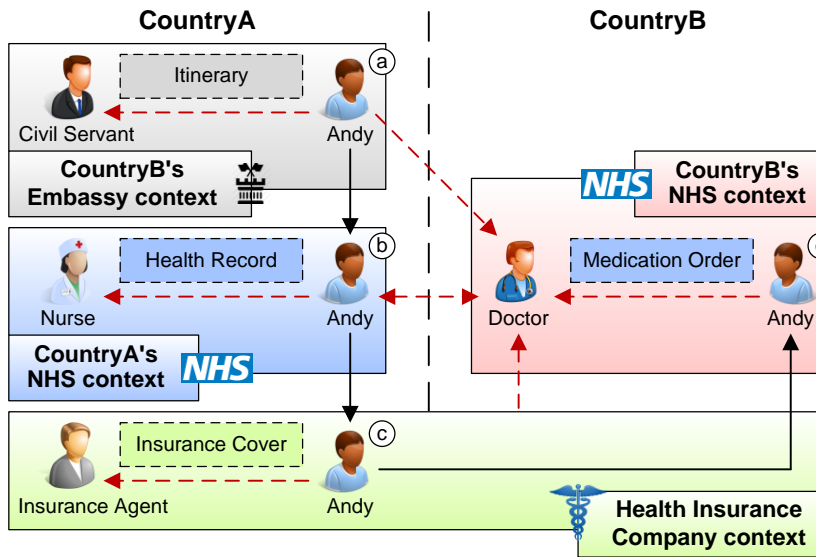 CountryA
CountryB
Itinerary
a
Civil Servant
Andy
CountryB's
Embassy context
NHS
CountryB's
NHS context
Health Record
b
Nurse
Andy
Medication Order
Doctor
Andy
CountryA's
NHS context
NHS
Insurance Cover
c
Insurance Agent
Andy
Health Insurance
Company context